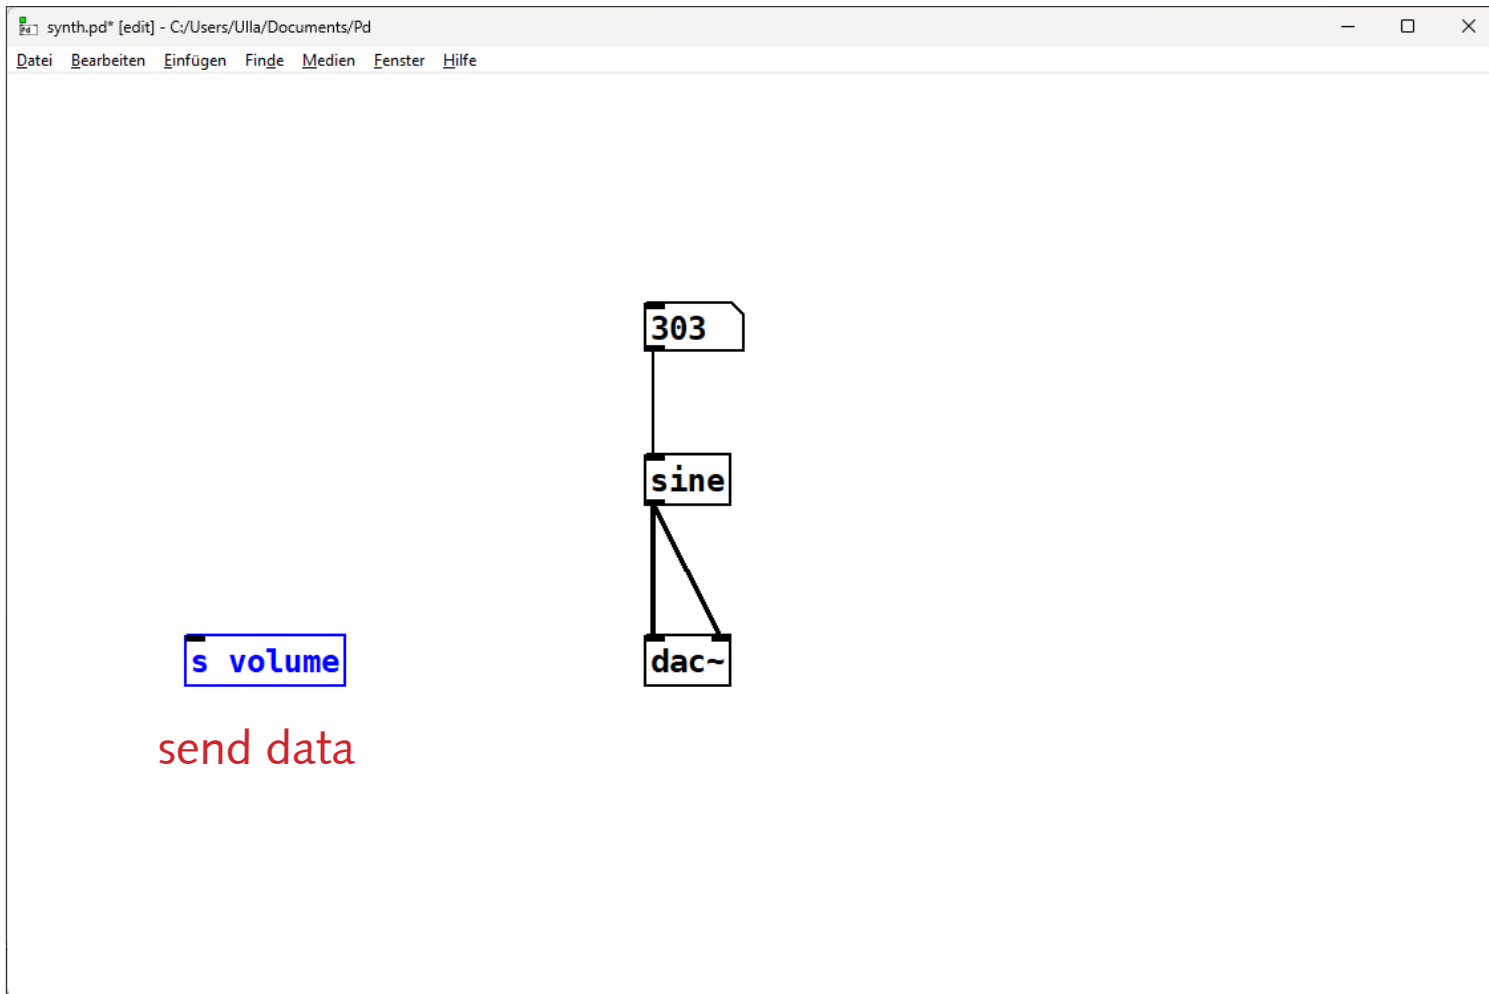 synth.pd* [edit] - C:/Users/Ulla/Documents/Pd
Datei Bearbeiten Einfügen Finde Medien Fenster Hilfe
303
sine
s volume
dac~
send data